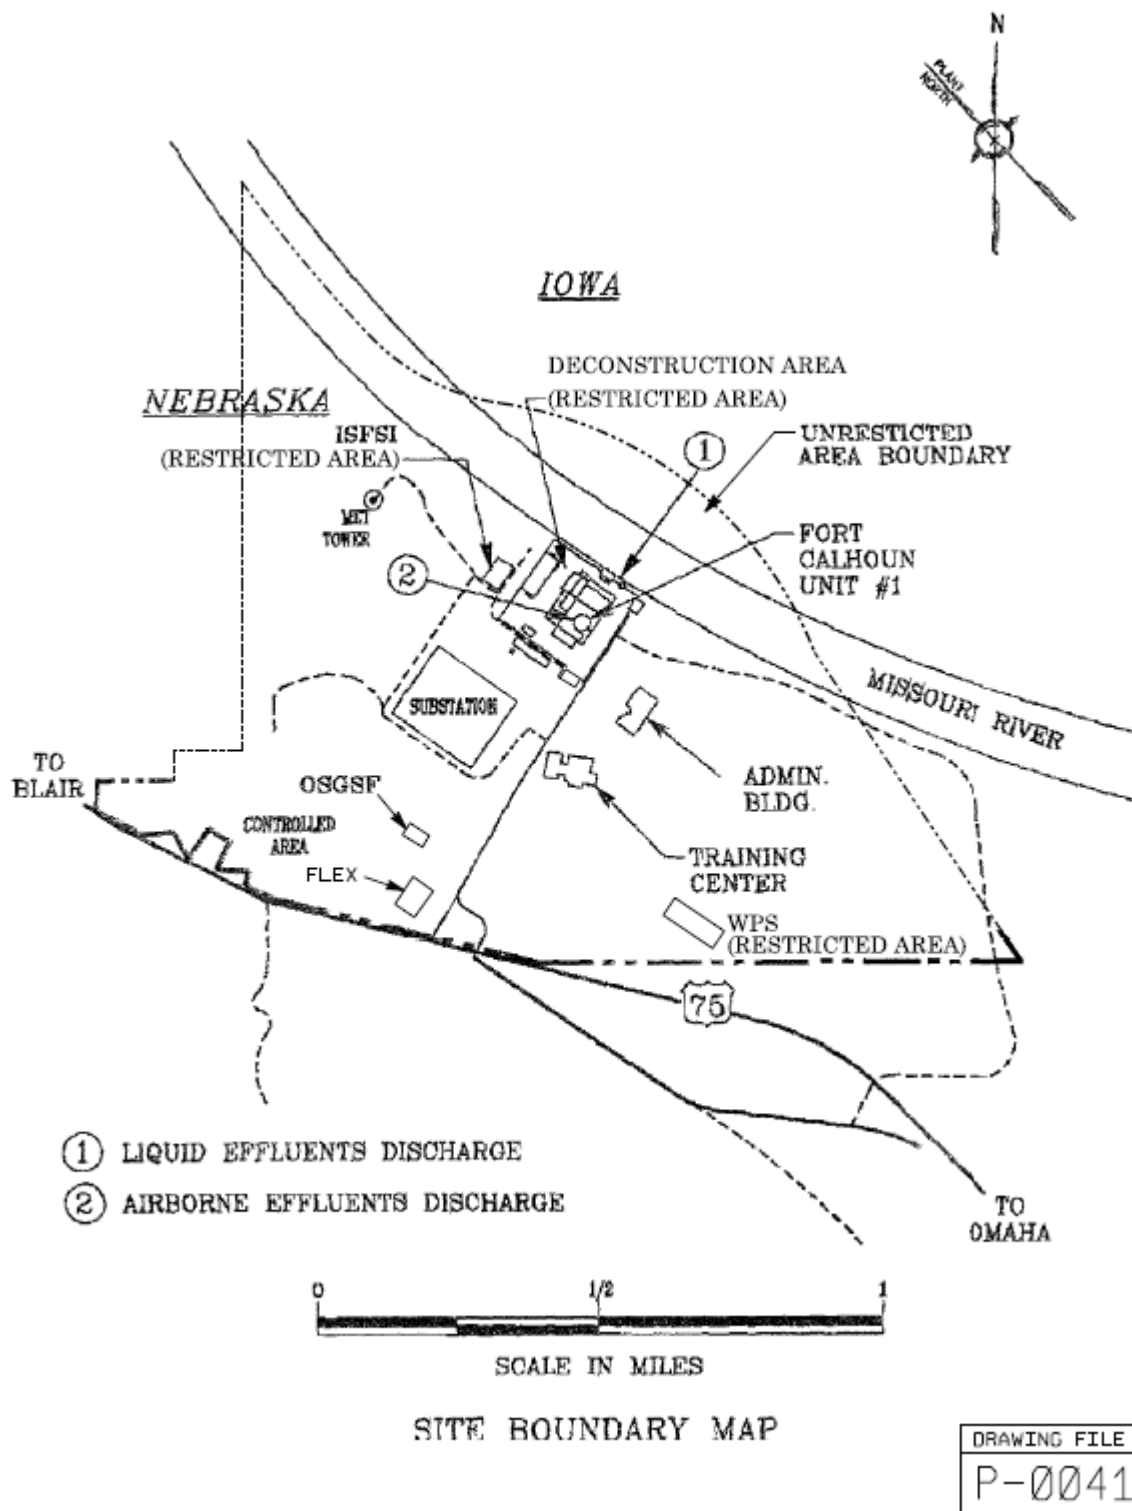 N
PLANT
NORTH
IOWA
DECONSTRUCTION AREA
(RESTRICTED AREA)
NEBRASKA
ISFSI
(RESTRICTED AREA)
1
UNRESTICTED
AREA BOUNDARY
MET
TOWER
2
FORT
CALHOUN
UNIT #1
MISSOURI RIVER
SUBSTATION
TO
BLAIR
ADMIN.
BLDG.
OSGSF
CONTROLLED
AREA
TRAINING
CENTER
FLEX
WPS
(RESTRICTED AREA)
75
1 LIQUID EFFLUENTS DISCHARGE
2 AIRBORNE EFFLUENTS DISCHARGE
TO
OMAHA
0 1/2 1
SCALE IN MILES
SITE BOUNDARY MAP
DRAWING FILE
P-0041